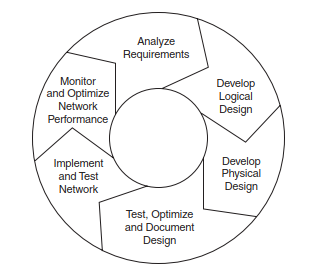 Analyze
Requirements
Develop
Logical
Design
Develop
Physical
Design
Test, Optimize
and Document
Design
Implement
and Test
Network
Monitor
and Optimize
Network
Performance